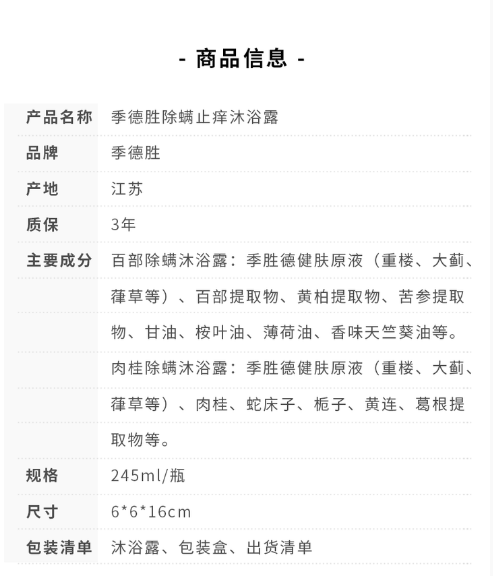 - 商品信息 -
产品名称 季德胜除螨止痒沐浴露
品牌 季德胜
产地 江苏
质保 3年
主要成分 百部除螨沐浴露：季胜德健肤原液（重楼、大蓟、
葎草等）、百部提取物、黄柏提取物、苦参提取
物、甘油、桉叶油、薄荷油、香味天竺葵油等。
肉桂除螨沐浴露：季胜德健肤原液（重楼、大蓟、
葎草等）、肉桂、蛇床子、栀子、黄连、葛根提
取物等。
规格 245ml/瓶
尺寸 6*6*16cm
包装清单 沐浴露、包装盒、出货清单